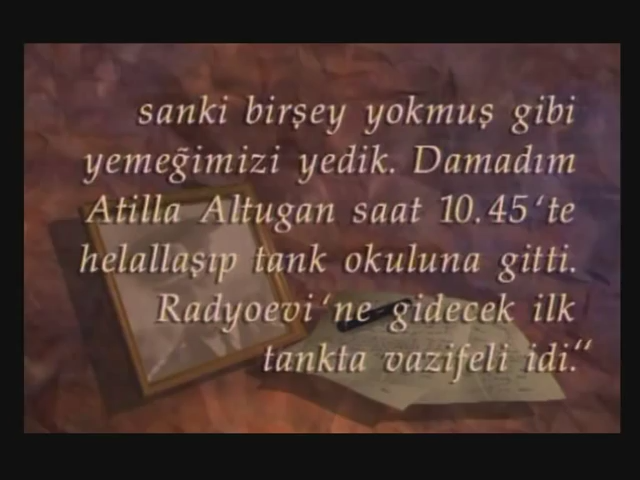 sanki birşey yokmuş gibi
yemeğimizi yedik. Damadım
Atilla Altugan saat 10.45‘te
helallaşıp tank okuluna gitti.
Radyoevi‘ne gidecek ilk
tankta vazifeli idi.“